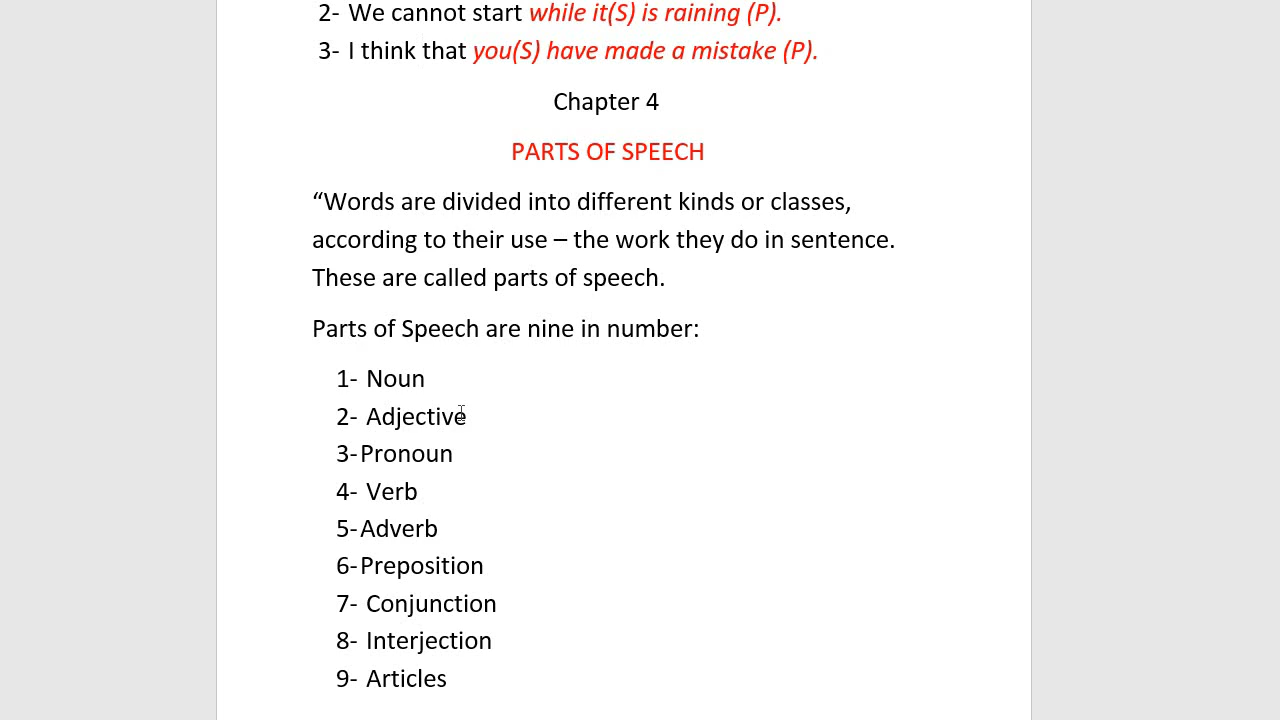 2- We cannot start while it(S) is raining (P).
3- I think that you(S) have made a mistake (P).
Chapter 4
PARTS OF SPEECH
“Words are divided into different kinds or classes,
according to their use – the work they do in sentence.
These are called parts of speech.
Parts of Speech are nine in number:
1- Noun
2- Adjective
3-Pronoun
4- Verb
5-Adverb
6-Preposition
7- Conjunction
8- Interjection
9- Articles